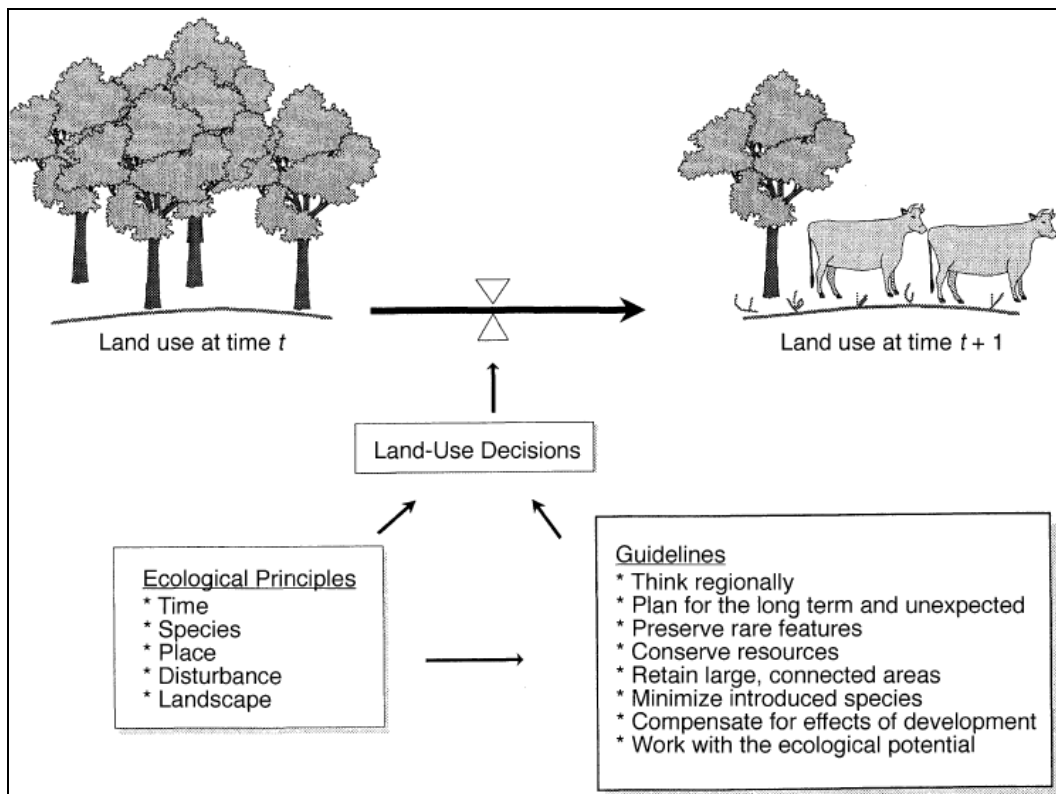 Land use at time t
Land use at time t + 1
Land-Use Decisions
Ecological Principles
* Time
* Species
* Place
* Disturbance
* Landscape
Guidelines
* Think regionally
* Plan for the long term and unexpected
* Preserve rare features
* Conserve resources
* Retain large, connected areas
* Minimize introduced species
* Compensate for effects of development
* Work with the ecological potential